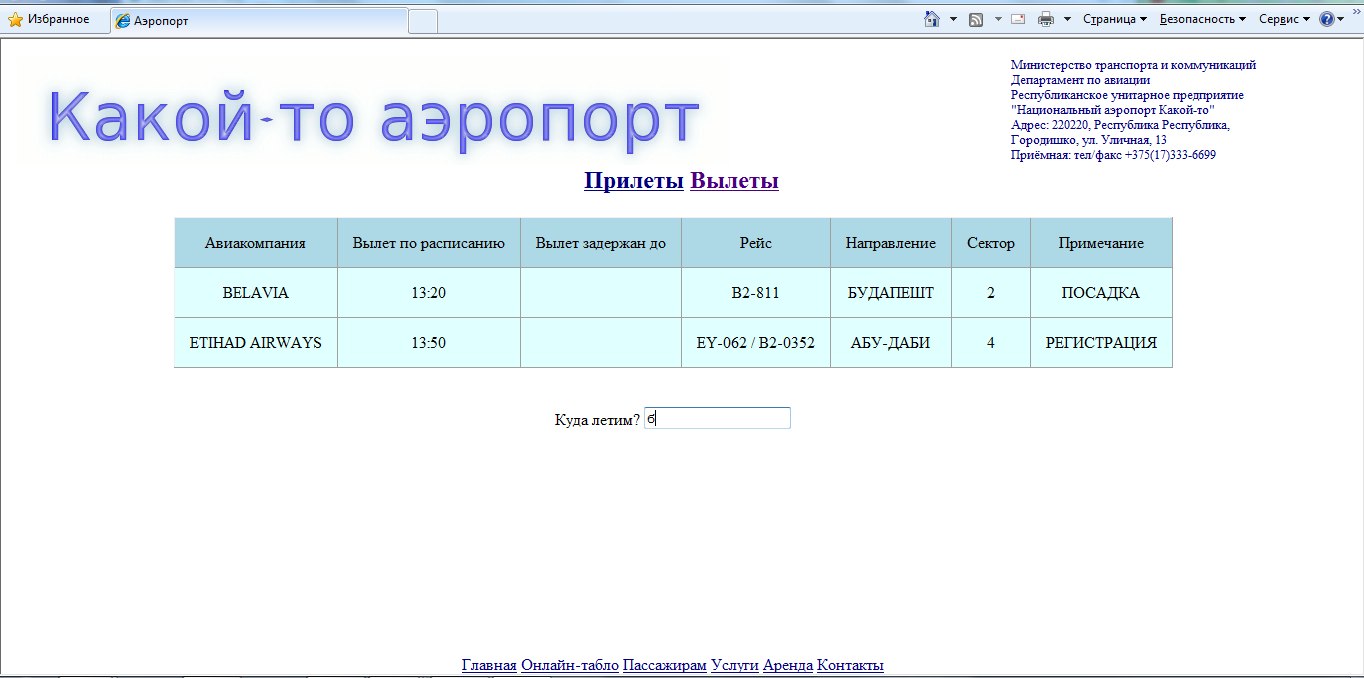 Избранное Аэропорт Страница Безопасность Сервис
Какой-то аэропорт
Министерство транспорта и коммуникаций
Департамент по авиации
Республиканское унитарное предприятие
"Национальный аэропорт Какой-то"
Адрес: 220220, Республика Республика,
Городишко, ул. Уличная, 13
Приёмная: тел/факс +375(17)333-6699
Прилеты Вылеты
Авиакомпания Вылет по расписанию Вылет задержан до Рейс Направление Сектор Примечание
BELAVIA 13:20 B2-811 БУДАПЕШТ 2 ПОСАДКА
ETIHAD AIRWAYS 13:50 EY-062 / B2-0352 АБУ-ДАБИ 4 РЕГИСТРАЦИЯ
Куда летим? б
Главная Онлайн-табло Пассажирам Услуги Аренда Контакты